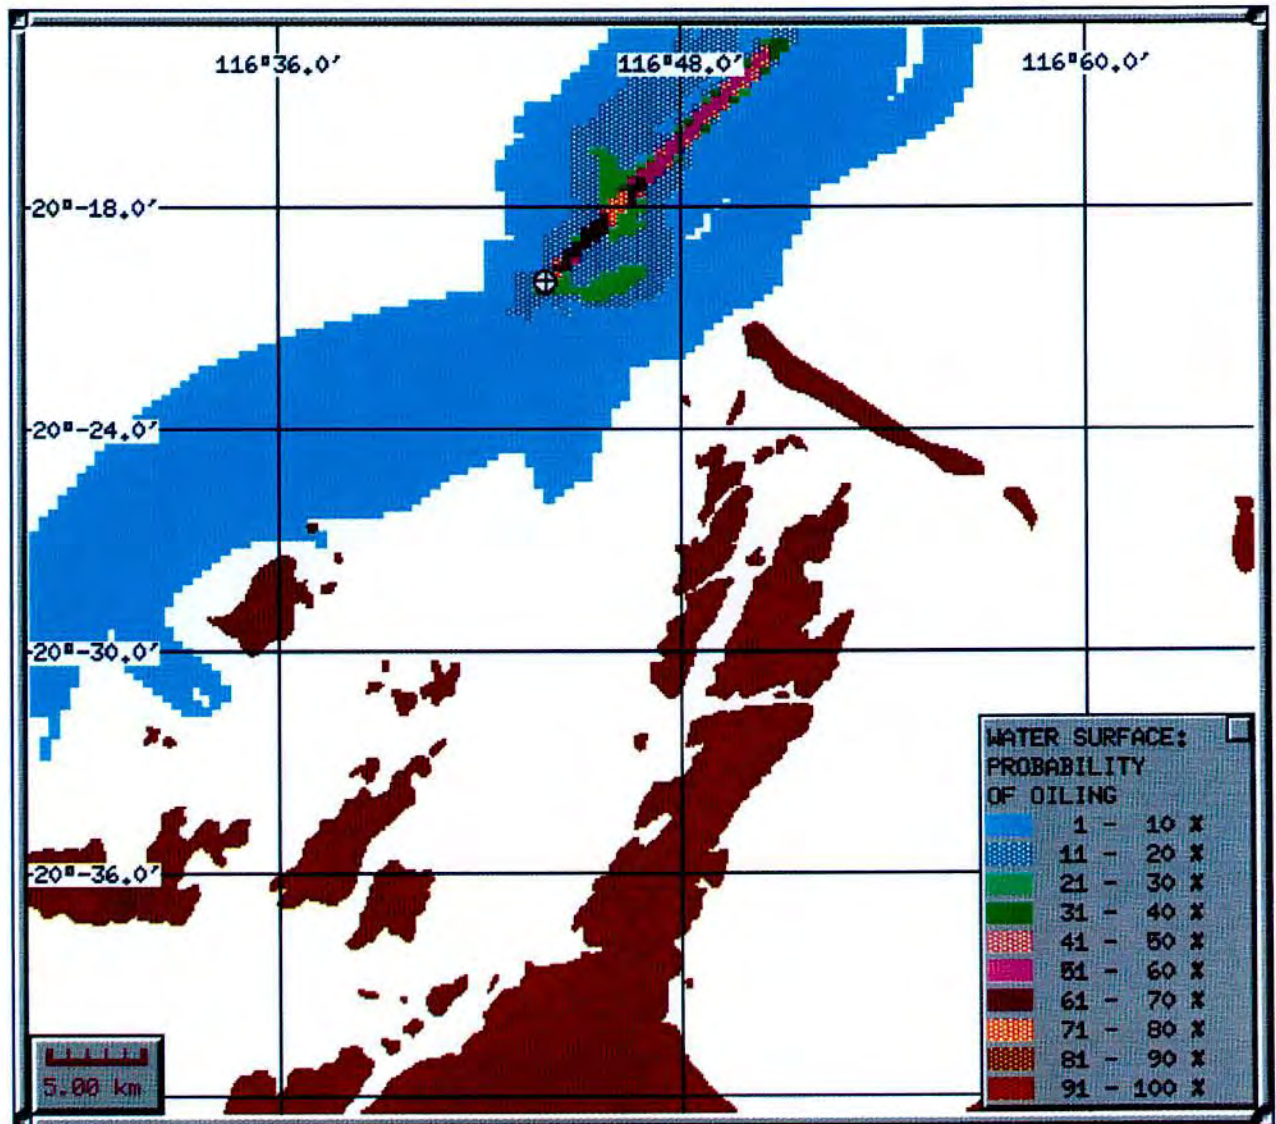 116°36.0′
116°48.0′
116°60.0′
20°-18.0′
20°-24.0′
20°-30.0′
20°-36.0′
WATER SURFACE:
PROBABILITY
OF OILING
1 - 10 %
11 - 20 %
21 - 30 %
31 - 40 %
41 - 50 %
51 - 60 %
61 - 70 %
71 - 80 %
81 - 90 %
91 - 100 %
5.00 km